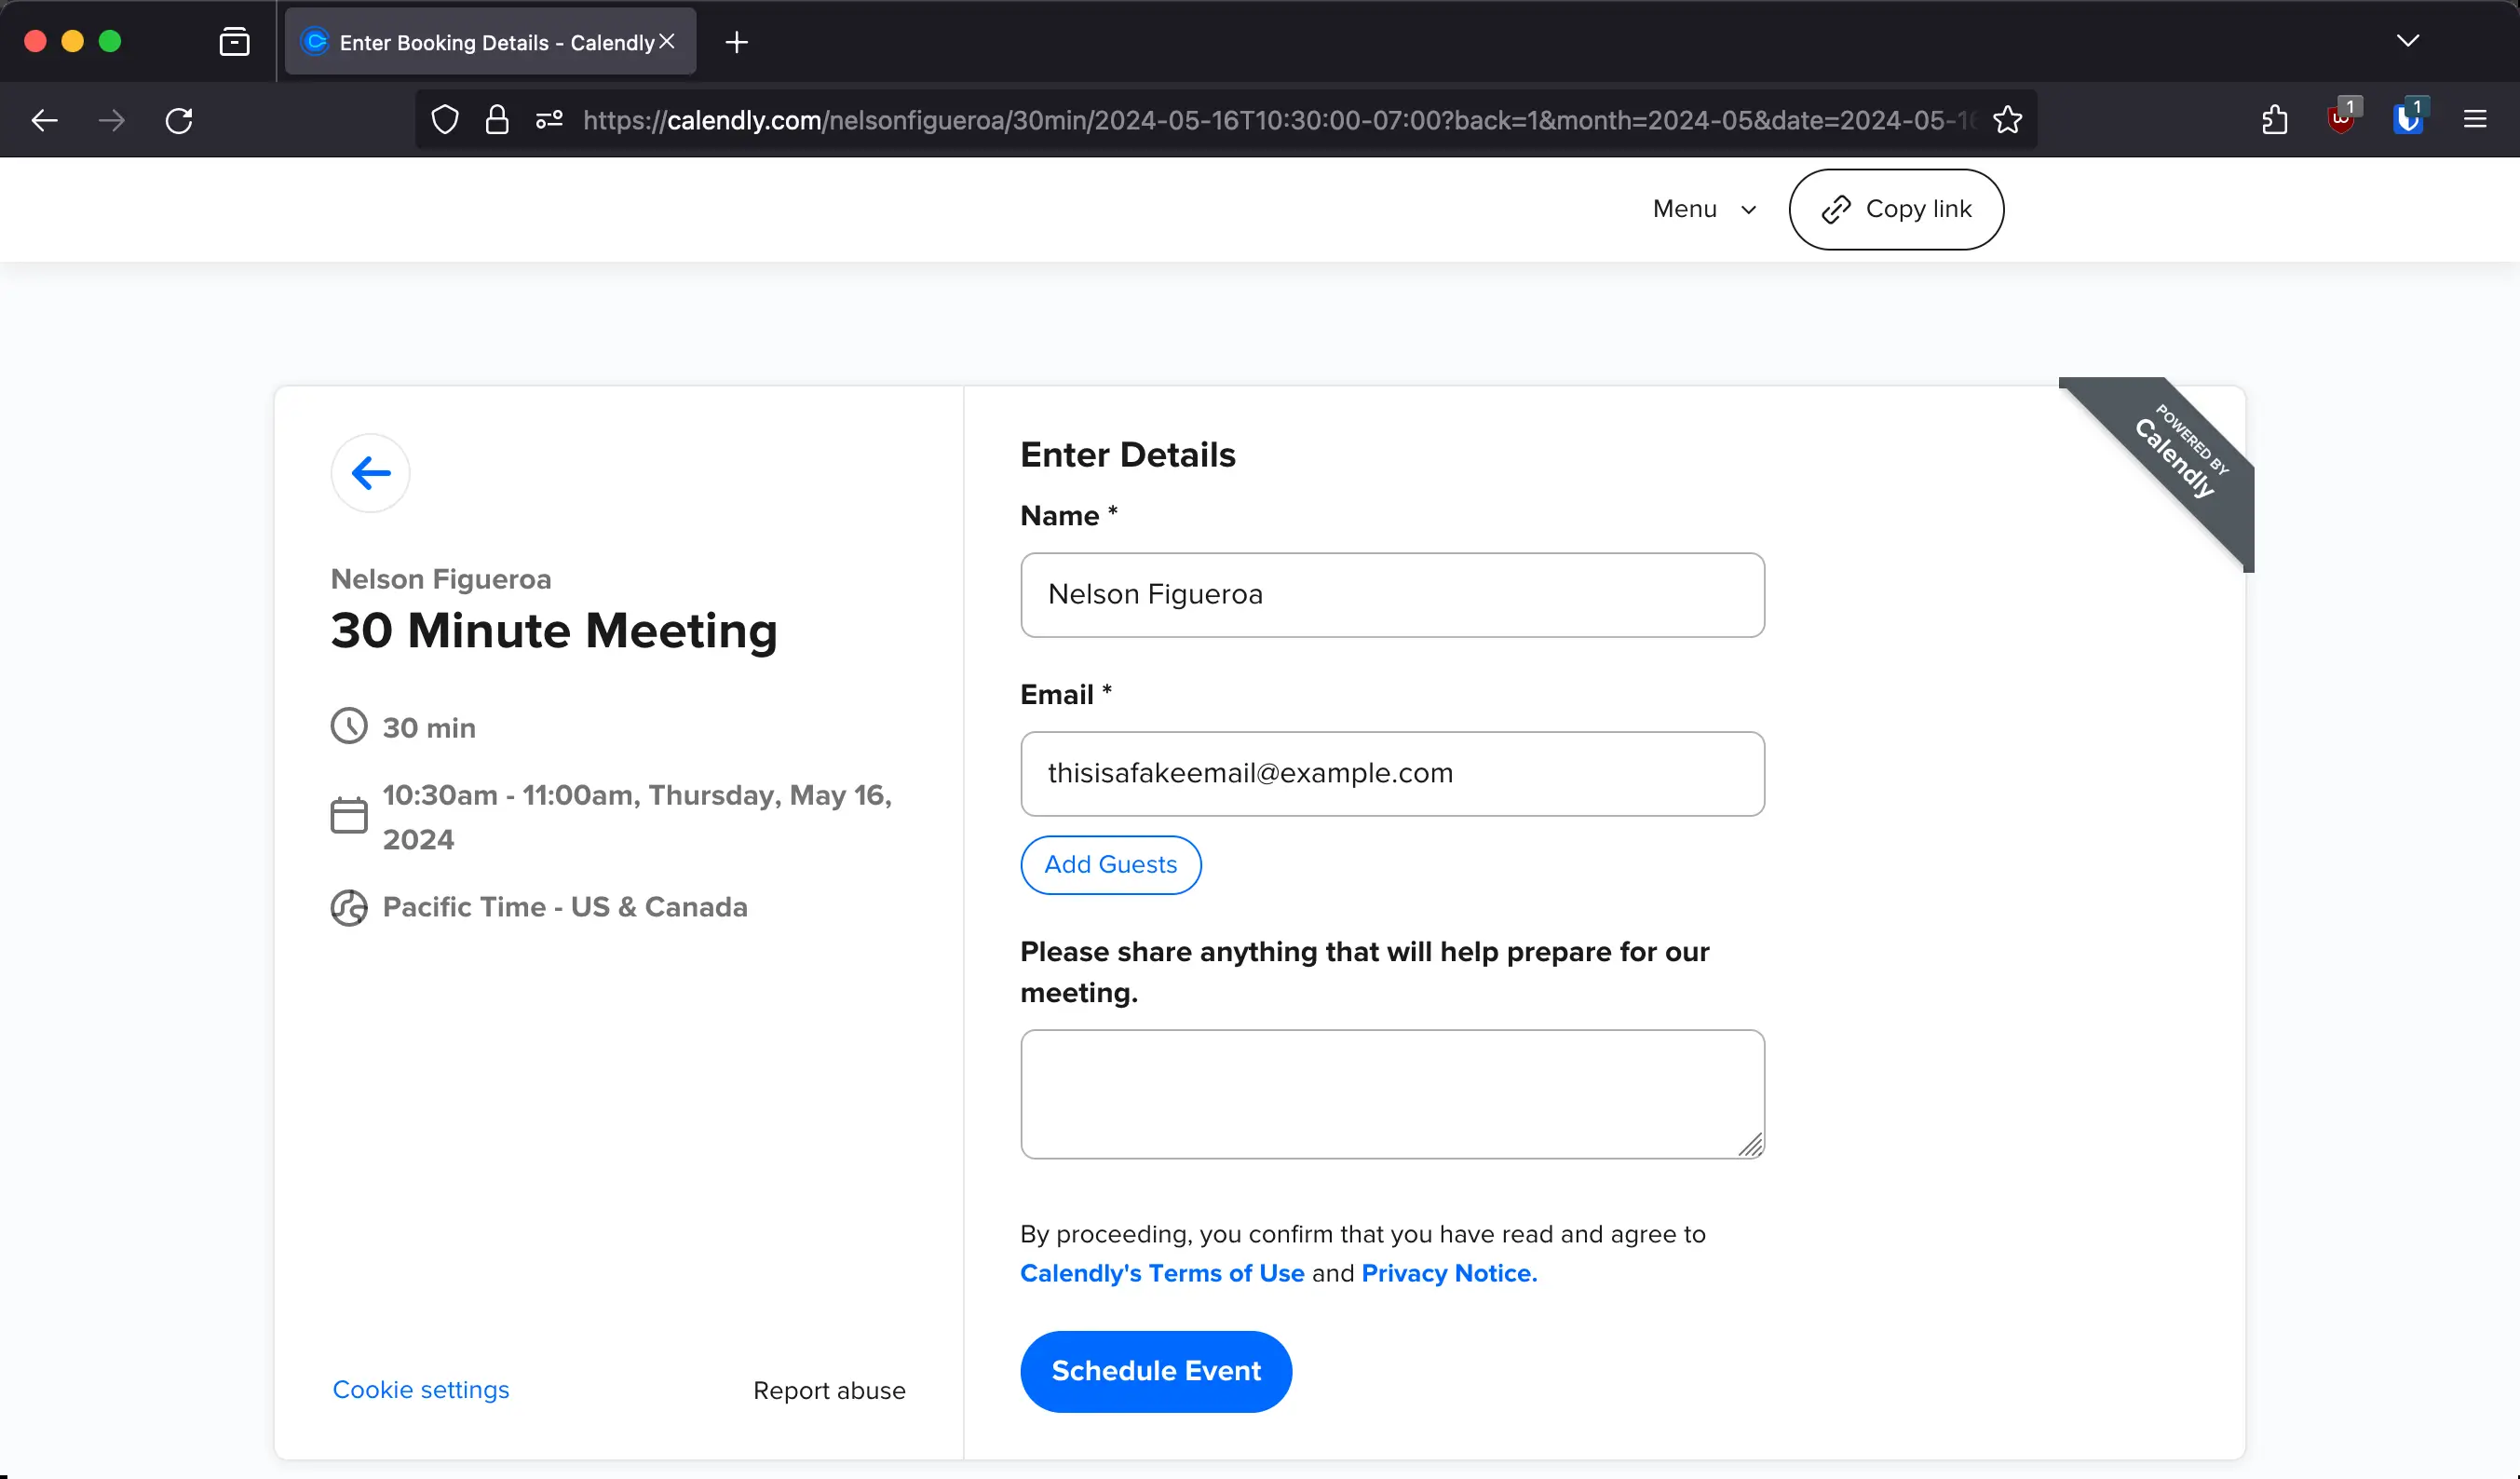 Enter Booking Details - Calendly
https://calendly.com/nelsonfigueroa/30min/2024-05-16T10:30:00-07:00?back=1&month=2024-05&date=2024-05-16
1
1
Menu
Copy link
POWERED BY
Calendly
Nelson Figueroa
30 Minute Meeting
30 min
10:30am - 11:00am, Thursday, May 16,
2024
Pacific Time - US & Canada
Cookie settings
Report abuse
Enter Details
Name *
Nelson Figueroa
Email *
thisisafakeemail@example.com
Add Guests
Please share anything that will help prepare for our
meeting.
By proceeding, you confirm that you have read and agree to
Calendly's Terms of Use and Privacy Notice.
Schedule Event